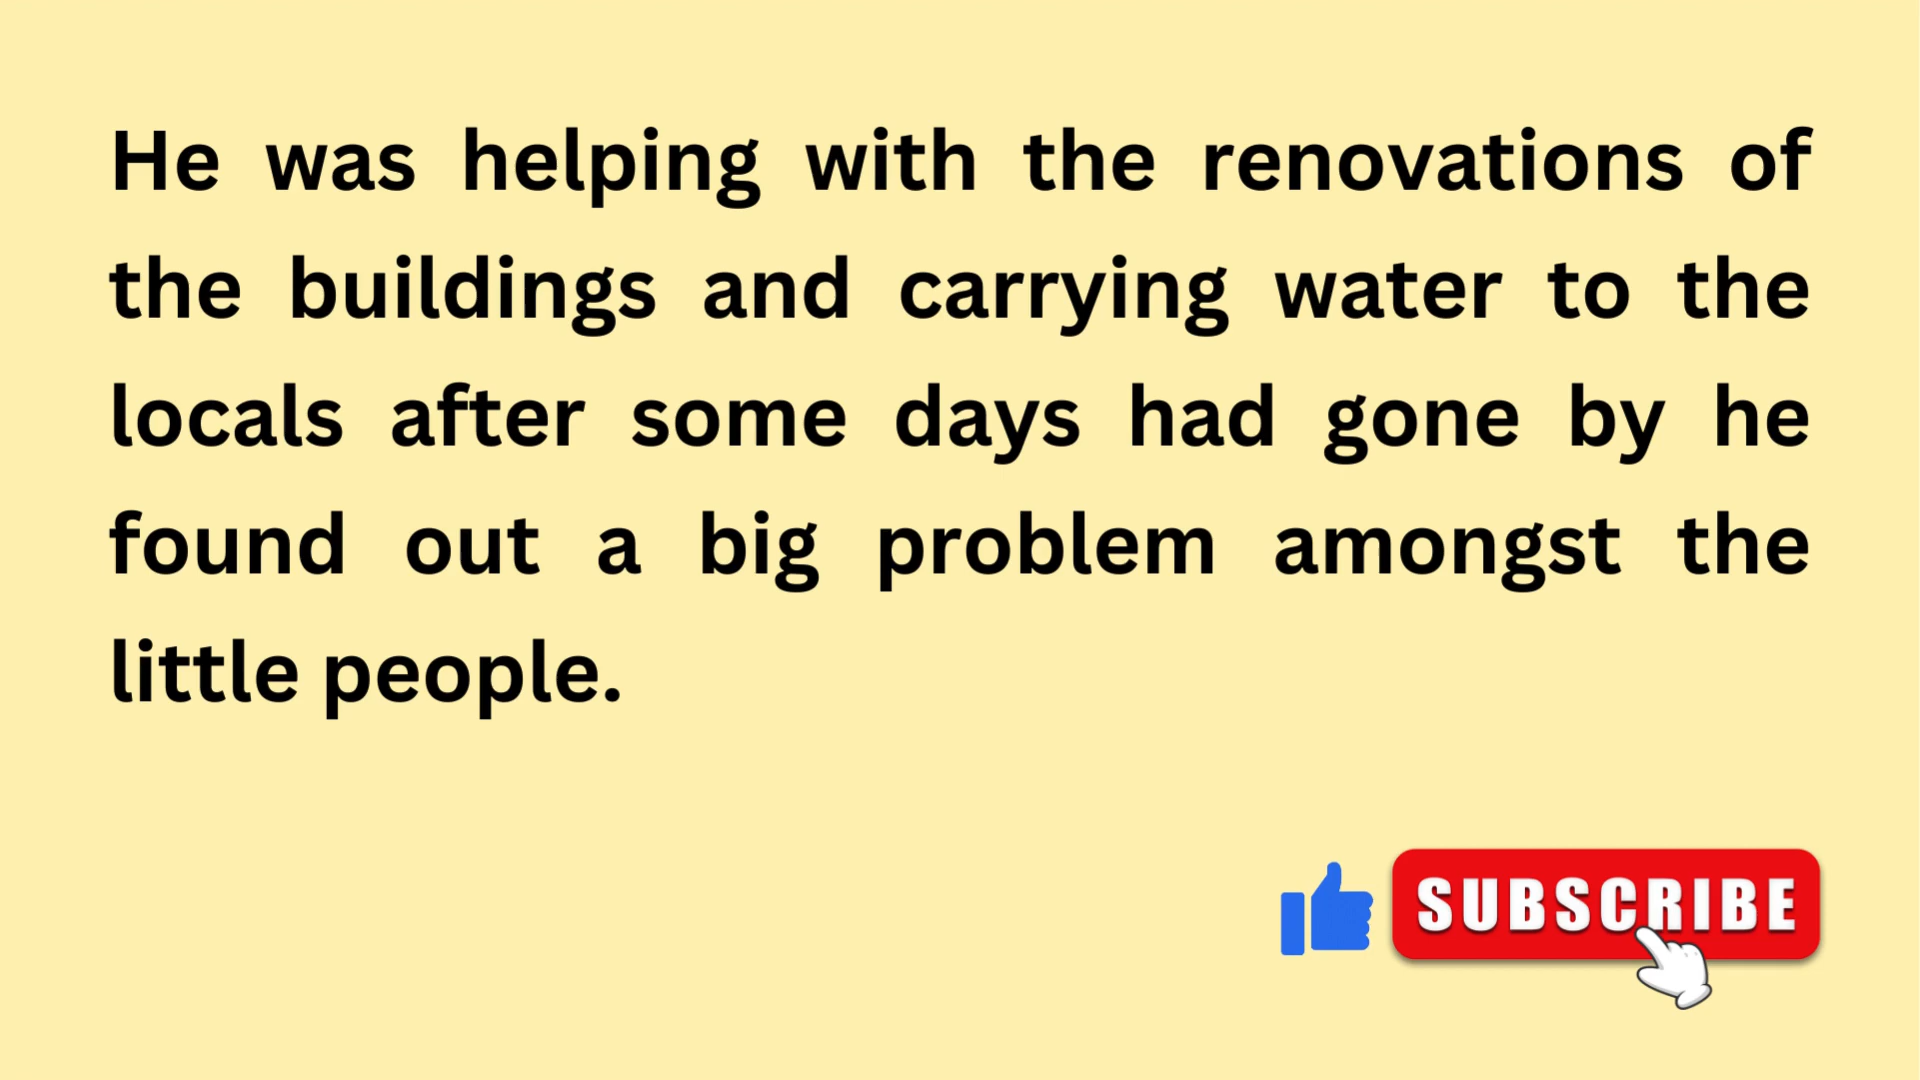 He was helping with the renovations of
the buildings and carrying water to the
locals after some days had gone by he
found out a big problem amongst the
little people.
SUBSCRIBE